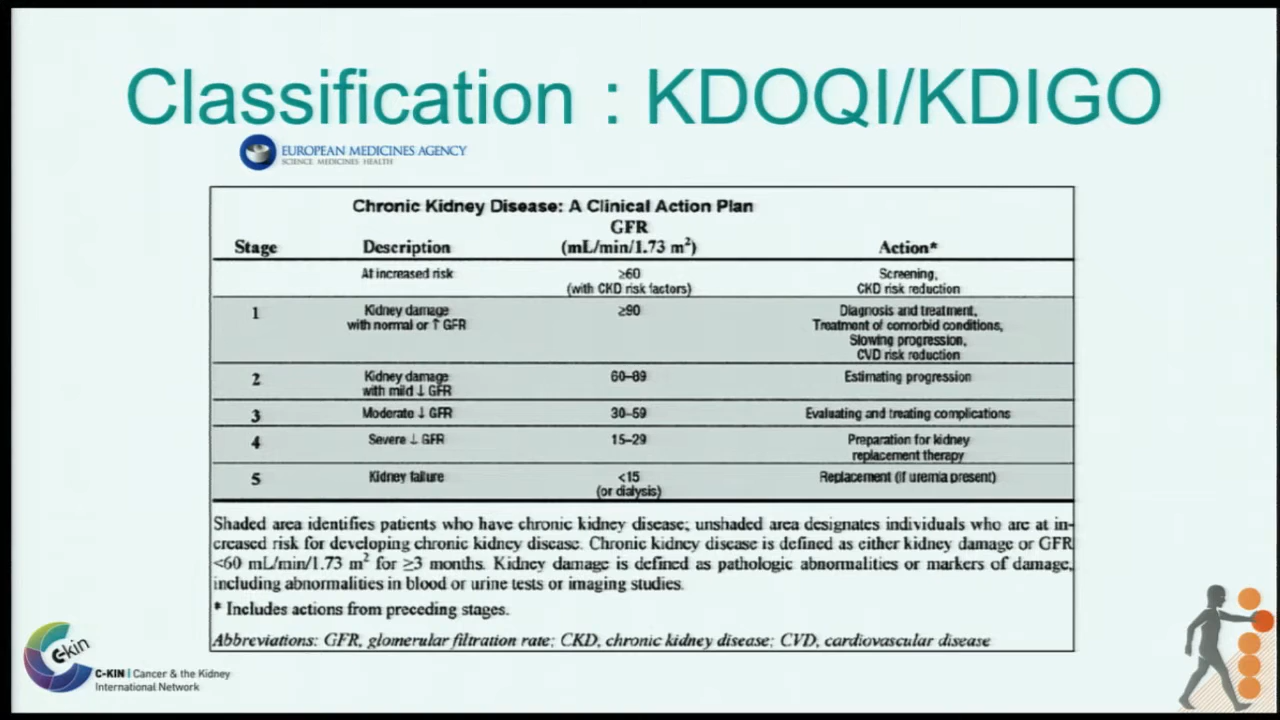 Classification : KDOQI/KDIGO
EUROPEAN MEDICINES AGENCY
SCIENCE MEDICINES HEALTH
Chronic Kidney Disease: A Clinical Action Plan
GFR
Stage Description (mL/min/1.73 m²) Action*
At increased risk ≥60 Screening,
(with CKD risk factors) CKD risk reduction
1 Kidney damage ≥90 Diagnosis and treatment,
with normal or ↑ GFR Treatment of comorbid conditions,
Slowing progression,
CVD risk reduction
2 Kidney damage 60–89 Estimating progression
with mild ↓ GFR
3 Moderate ↓ GFR 30–59 Evaluating and treating complications
4 Severe ↓ GFR 15–29 Preparation for kidney
replacement therapy
5 Kidney failure <15 Replacement (if uremia present)
(or dialysis)
Shaded area identifies patients who have chronic kidney disease; unshaded area designates individuals who are at in-
creased risk for developing chronic kidney disease. Chronic kidney disease is defined as either kidney damage or GFR
<60 mL/min/1.73 m² for ≥3 months. Kidney damage is defined as pathologic abnormalities or markers of damage,
including abnormalities in blood or urine tests or imaging studies.
* Includes actions from preceding stages.
Abbreviations: GFR, glomerular filtration rate; CKD, chronic kidney disease; CVD, cardiovascular disease
c-kin
C-KIN | Cancer & the Kidney
International Network